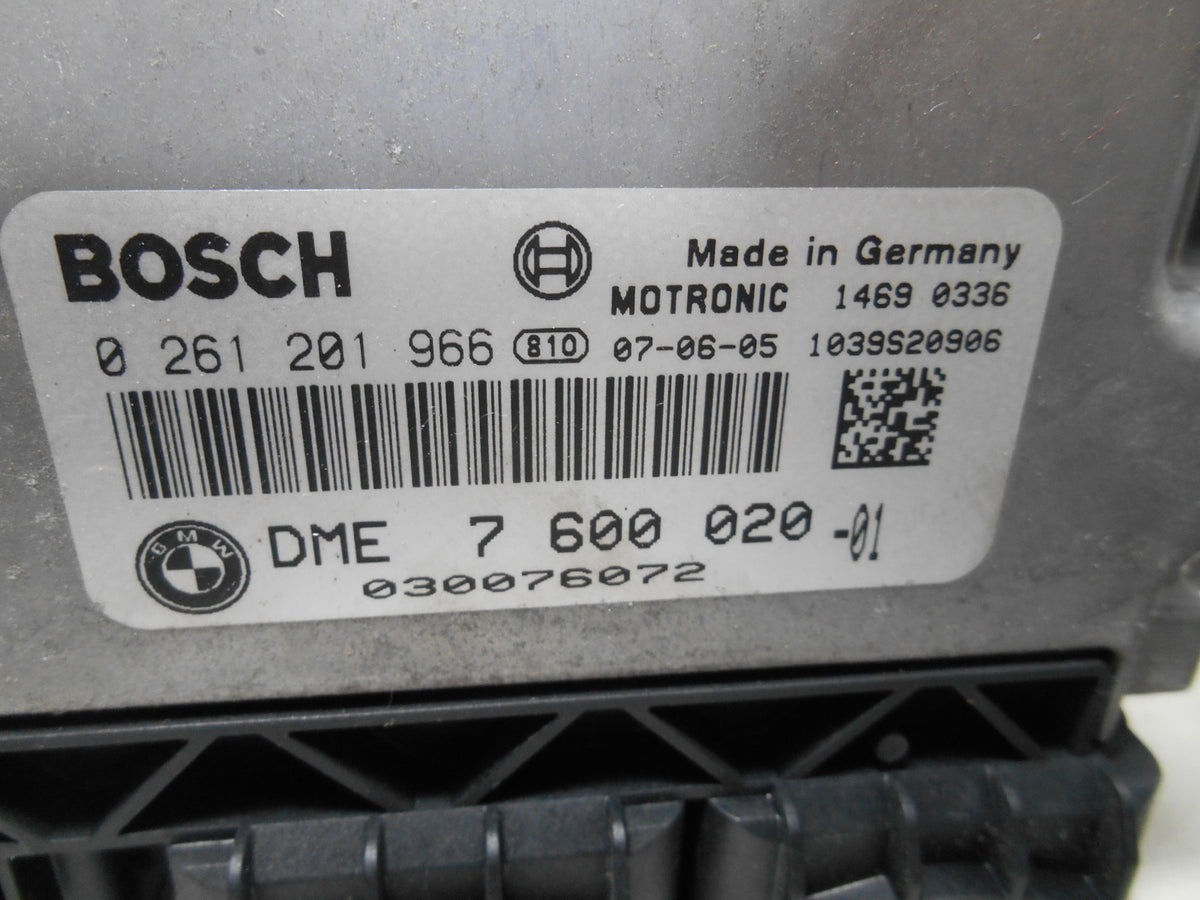 BOSCH
Made in Germany
MOTRONIC 1469 0336
0 261 201 966 810 07-06-05 1039S20906
BMW DME 7 600 020 -01
030076072